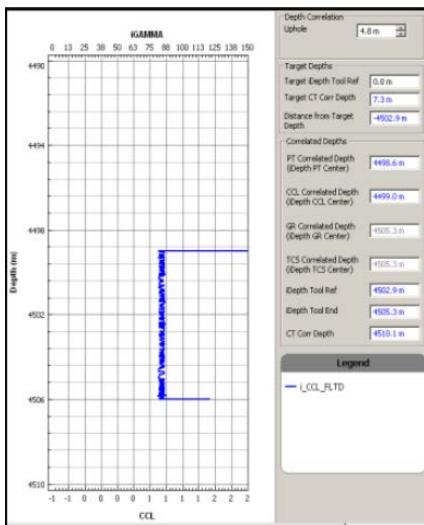 iGAMMA
0 13 25 38 50 63 75 88 100 113 125 138 150
4490
4494
4498
4502
4506
4510
Depth (m)
-1 -1 0 0 0 0 1 1 1 1 2 2
CCL
Depth Correlation
Uphole 4.8 m
Target Depths
Target iDepth Tool Ref 0.0 m
Target CT Corr Depth 7.3 m
Distance from Target -4502.9 m
Depth
Correlated Depths
PT Correlated Depth 4498.6 m
(iDepth PT Center)
CCL Correlated Depth 4499.0 m
(iDepth CCL Center)
GR Correlated Depth 4505.3 m
(iDepth GR Center)
TCS Correlated Depth 4505.3 m
(iDepth TCS Center)
iDepth Tool Ref 4502.9 m
iDepth Tool End 4505.3 m
CT Corr Depth 4510.1 m
Legend
i_CCL_FLTD